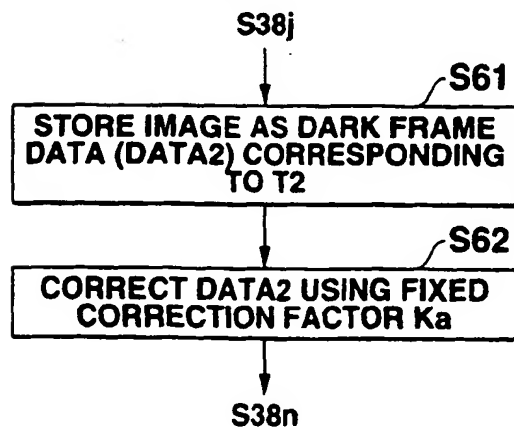 S38j
S61
STORE IMAGE AS DARK FRAME
DATA (DATA2) CORRESPONDING
TO T2
S62
CORRECT DATA2 USING FIXED
CORRECTION FACTOR Ka
S38n